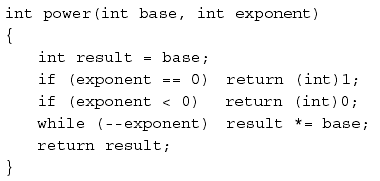 int power(int base, int exponent)
{
    int result = base;
    if (exponent == 0)  return (int)1;
    if (exponent < 0)   return (int)0;
    while (--exponent)  result *= base;
    return result;
}